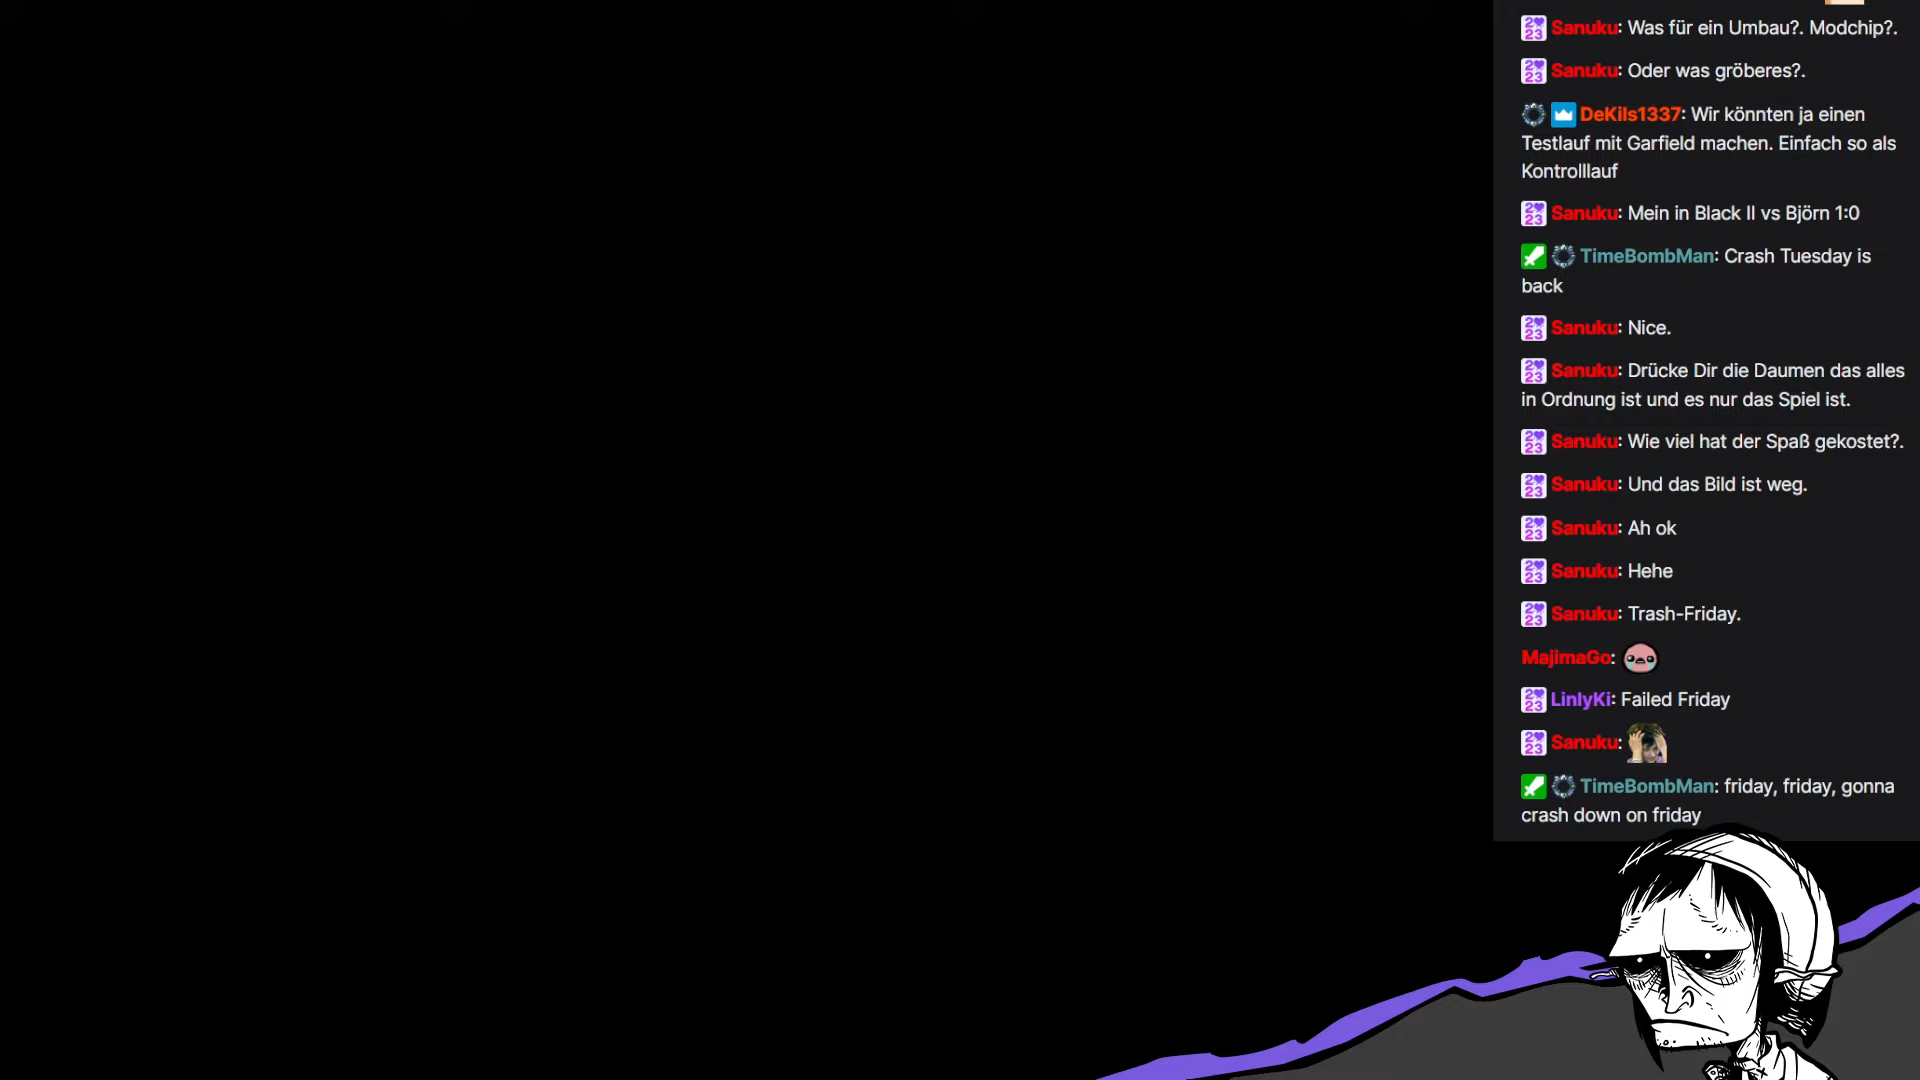 Sanuku: Was für ein Umbau?. Modchip?.
Sanuku: Oder was gröberes?.
DeKils1337: Wir könnten ja einen
Testlauf mit Garfield machen. Einfach so als
Kontrolllauf
Sanuku: Mein in Black II vs Björn 1:0
TimeBombMan: Crash Tuesday is
back
Sanuku: Nice.
Sanuku: Drücke Dir die Daumen das alles
in Ordnung ist und es nur das Spiel ist.
Sanuku: Wie viel hat der Spaß gekostet?.
Sanuku: Und das Bild ist weg.
Sanuku: Ah ok
Sanuku: Hehe
Sanuku: Trash-Friday.
MajimaGo:
LinlyKi: Failed Friday
Sanuku:
TimeBombMan: friday, friday, gonna
crash down on friday